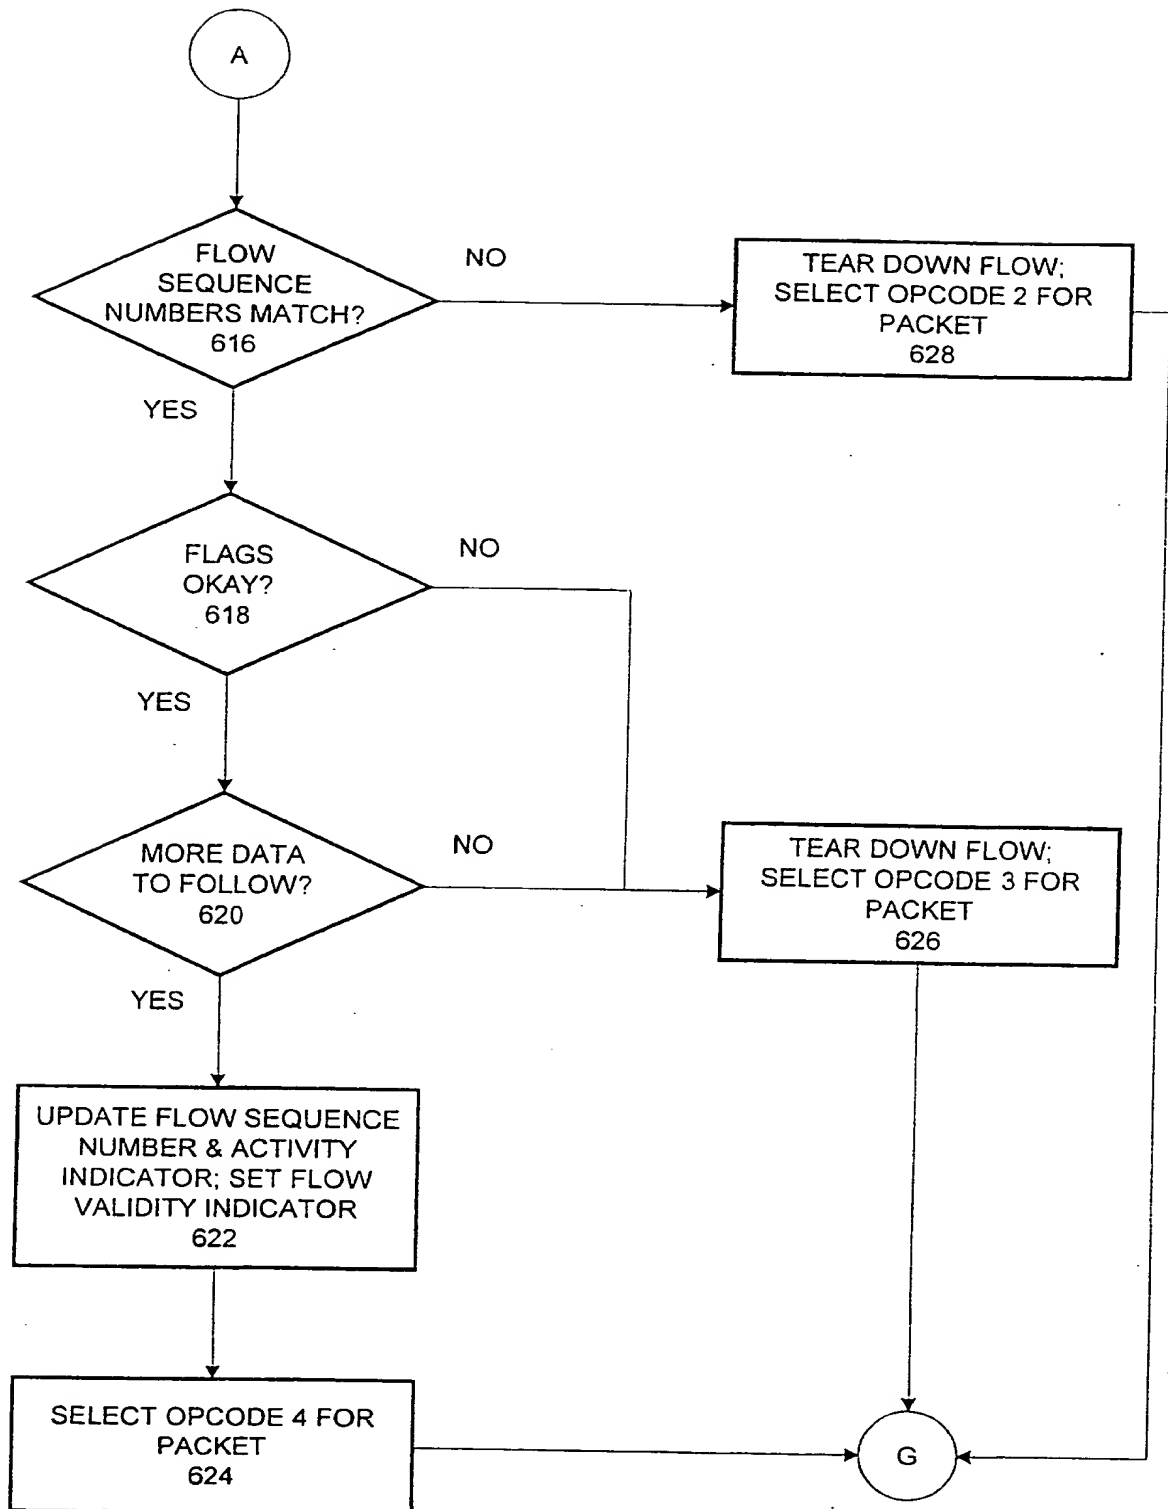 A
FLOW
SEQUENCE
NUMBERS MATCH?
616
NO
TEAR DOWN FLOW;
SELECT OPCODE 2 FOR
PACKET
628
YES
FLAGS
OKAY?
618
NO
YES
MORE DATA
TO FOLLOW?
620
NO
TEAR DOWN FLOW;
SELECT OPCODE 3 FOR
PACKET
626
YES
UPDATE FLOW SEQUENCE
NUMBER & ACTIVITY
INDICATOR; SET FLOW
VALIDITY INDICATOR
622
SELECT OPCODE 4 FOR
PACKET
624
G